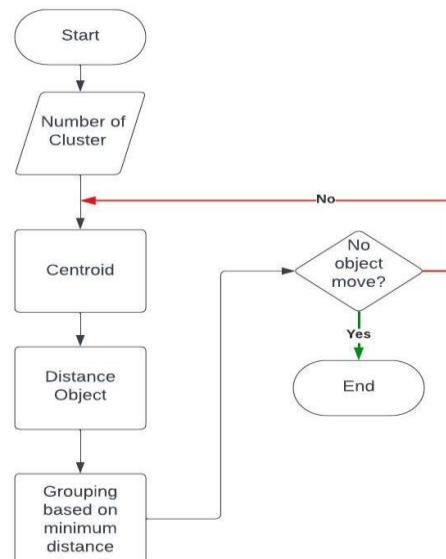 Start
Number of
Cluster
No
Centroid
No
object
move?
Yes
Distance
Object
End
Grouping
based on
minimum
distance